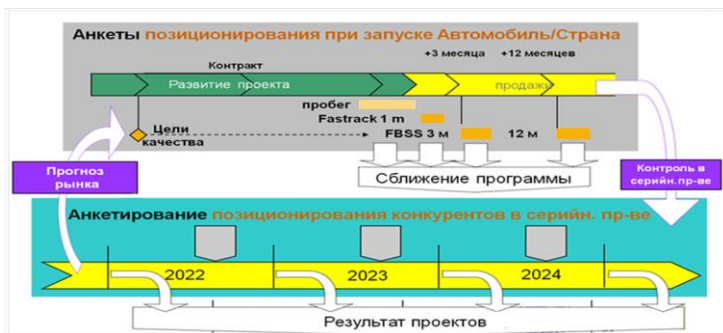 Анкеты позиционирования при запуске Автомобиль/Страна
+3 месяца +12 месяцев
Контракт
Развитие проекта
продажи
пробег
Fastrack 1 m
Цели качества
FBSS 3 м
12 м
Прогноз рынка
Сближение программы
Контроль в серийн. пр-ве
Анкетирование позиционирования конкурентов в серийн. пр-ве
2022 2023 2024
Результат проектов